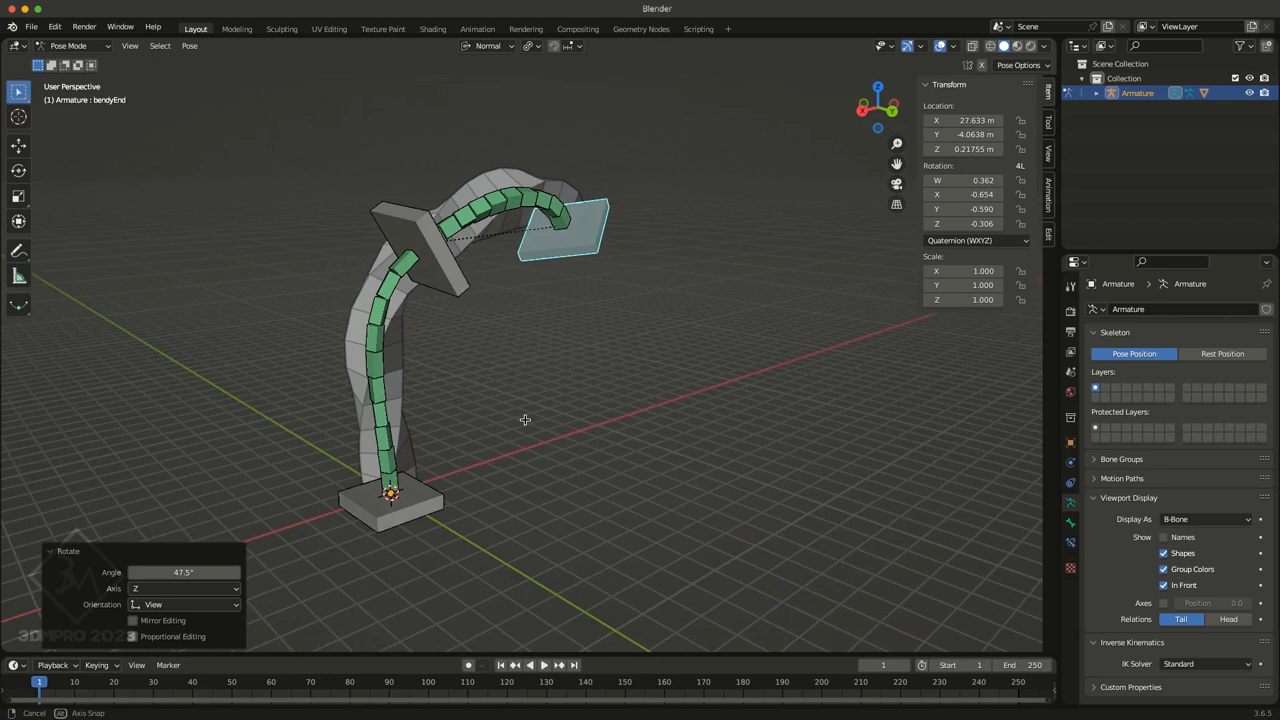 Blender
File Edit Render Window Help
Layout Modeling Sculpting UV Editing Texture Paint Shading Animation Rendering Compositing Geometry Nodes Scripting +
Scene
ViewLayer
Pose Mode View Select Pose
Normal
X Pose Options
User Perspective
(1) Armature : bendyEnd
Z
X
Y
Transform
Location:
X 27.633 m
Y -4.0638 m
Z 0.21755 m
Rotation: 4L
W 0.362
X -0.654
Y -0.590
Z -0.306
Quaternion (WXYZ)
Scale:
X 1.000
Y 1.000
Z 1.000
Item
Tool
View
Animation
Edit
Scene Collection
Collection
Armature
Armature > Armature
Armature
Skeleton
Pose Position Rest Position
Layers:
Protected Layers:
Bone Groups
Motion Paths
Viewport Display
Display As B-Bone
Show Names
Shapes
Group Colors
In Front
Axes Position 0.0
Relations Tail Head
Inverse Kinematics
IK Solver Standard
Custom Properties
Rotate
Angle 47.5°
Axis Z
Orientation View
Mirror Editing
Proportional Editing
3DMPRO 2023
Playback Keying View Marker
1 Start 1 End 250
1 10 20 30 40 50 60 70 80 90 100 110 120 130 140 150 160 170 180 190 200 210 220 230 240 250
Cancel Alt Axis Snap
3.6.5